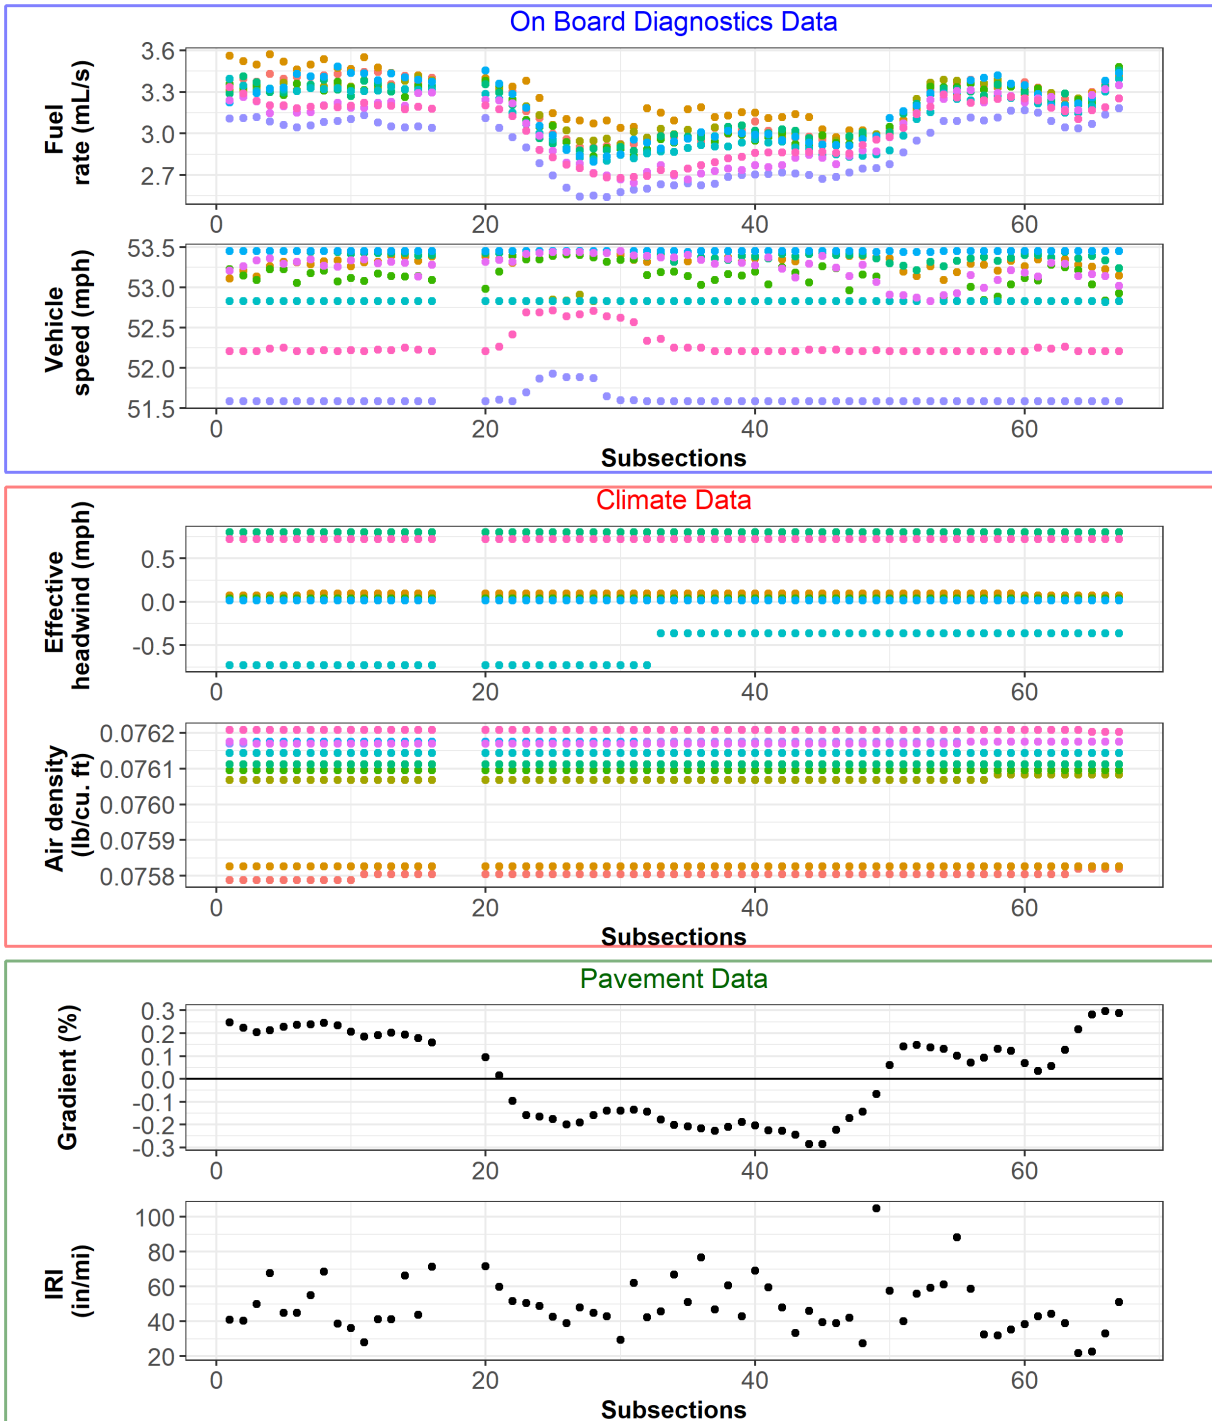 On Board Diagnostics Data
Fuel
rate (mL/s)
3.6
3.3
3.0
2.7
0 20 40 60
Vehicle
speed (mph)
53.5
53.0
52.5
52.0
51.5
0 20 40 60
Subsections
Climate Data
Effective
headwind (mph)
0.5
0.0
-0.5
0 20 40 60
Air density
(lb/cu. ft)
0.0762
0.0761
0.0760
0.0759
0.0758
0 20 40 60
Subsections
Pavement Data
Gradient (%)
0.3
0.2
0.1
0.0
-0.1
-0.2
-0.3
0 20 40 60
IRI
(in/mi)
100
80
60
40
20
0 20 40 60
Subsections